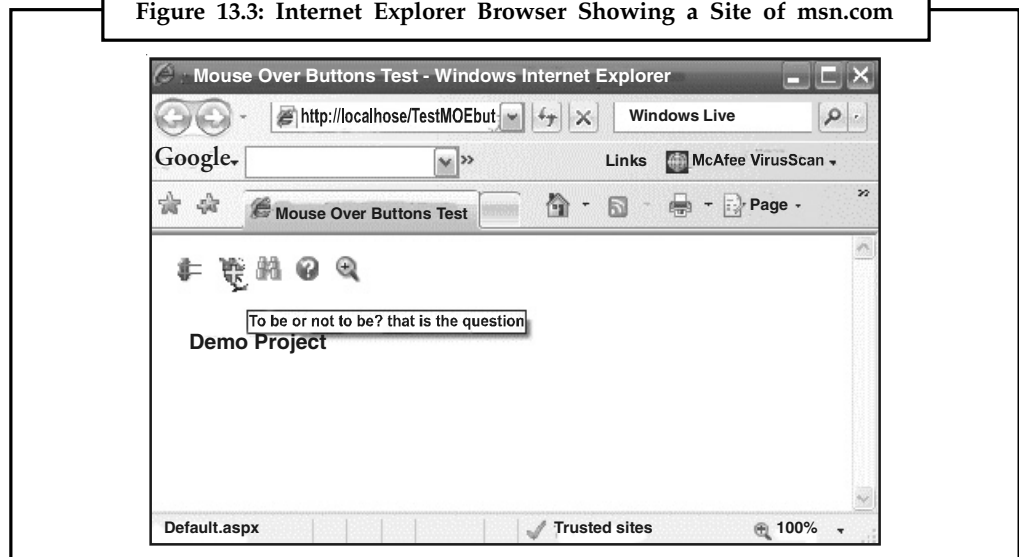 Figure 13.3: Internet Explorer Browser Showing a Site of msn.com
Mouse Over Buttons Test - Windows Internet Explorer
http://localhose/TestMOEbut
Windows Live
Google
Links McAfee VirusScan
Mouse Over Buttons Test
Page
To be or not to be? that is the question
Demo Project
Default.aspx Trusted sites 100%